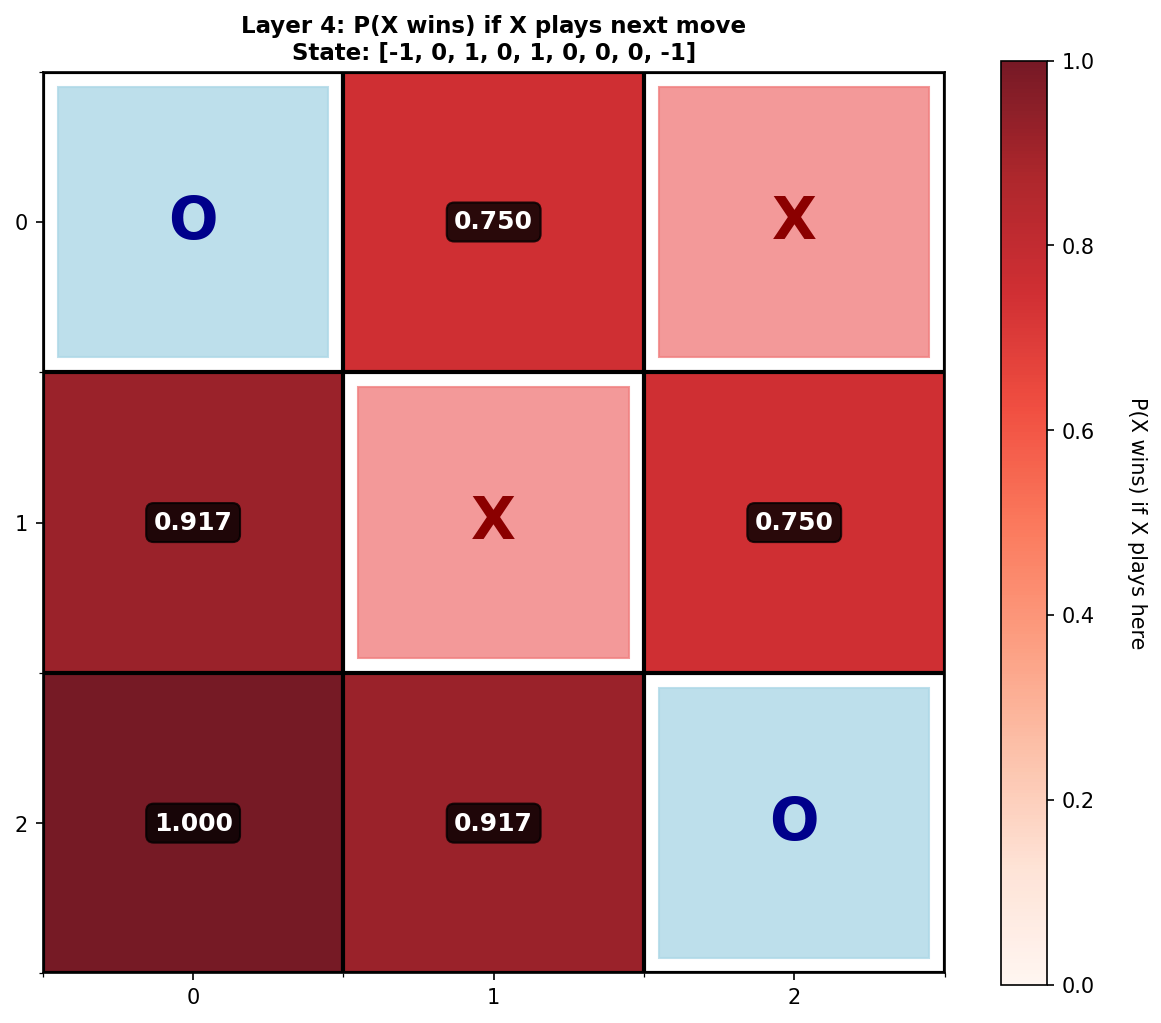 Layer 4: P(X wins) if X plays next move
State: [-1, 0, 1, 0, 1, 0, 0, 0, -1]
O
0.750
X
0
0.917
X
0.750
1
1.000
0.917
O
2
0
1
2
1.0
0.8
0.6
0.4
0.2
0.0
P(X wins) if X plays here